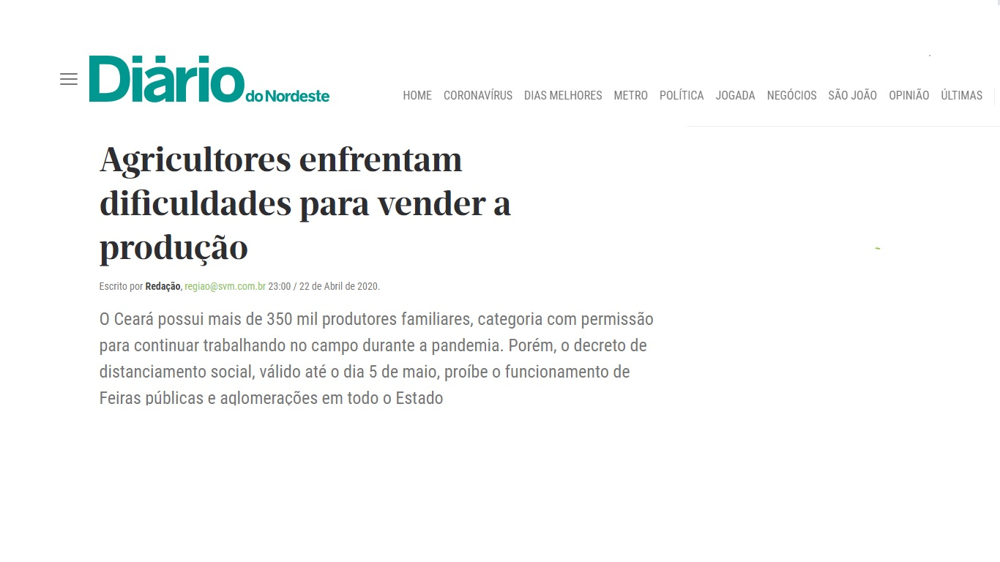 Diário do Nordeste
HOME CORONAVÍRUS DIAS MELHORES METRO POLÍTICA JOGADA NEGÓCIOS SÃO JOÃO OPINIÃO ÚLTIMAS
Agricultores enfrentam
dificuldades para vender a
produção
Escrito por Redação, regiao@svm.com.br 23:00 / 22 de Abril de 2020.
O Ceará possui mais de 350 mil produtores familiares, categoria com permissão
para continuar trabalhando no campo durante a pandemia. Porém, o decreto de
distanciamento social, válido até o dia 5 de maio, proíbe o funcionamento de
Feiras públicas e aglomerações em todo o Estado